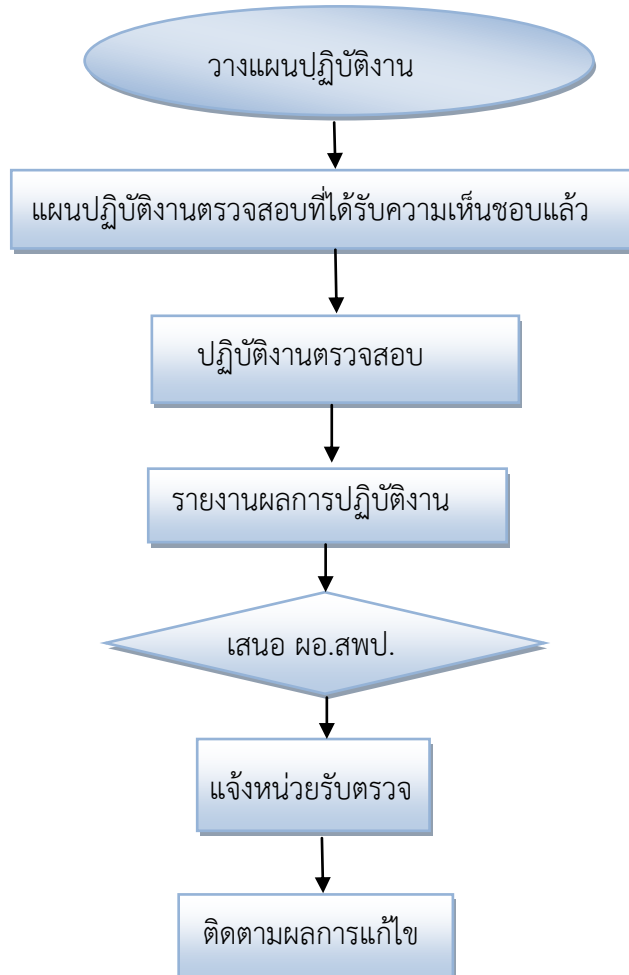 วางแผนปฏิบัติงาน
แผนปฏิบัติงานตรวจสอบที่ได้รับความเห็นชอบแล้ว
ปฏิบัติงานตรวจสอบ
รายงานผลการปฏิบัติงาน
เสนอ ผอ.สพป.
แจ้งหน่วยรับตรวจ
ติดตามผลการแก้ไข